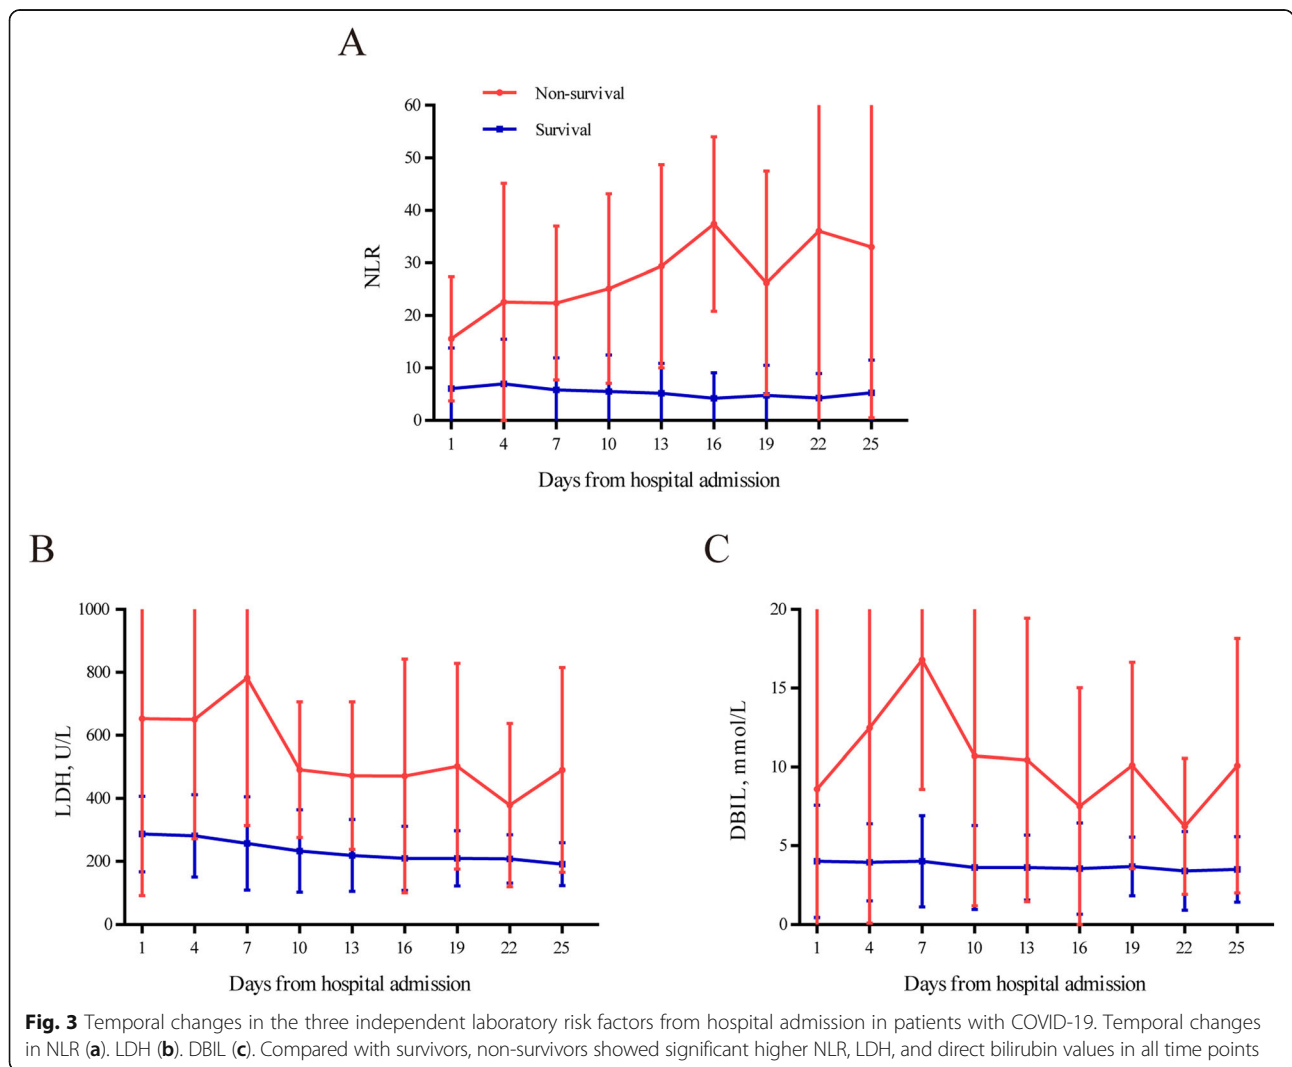 A
Non-survival
Survival
60
50
40
30
20
10
0
NLR
1 4 7 10 13 16 19 22 25
Days from hospital admission
B
1000
800
600
400
200
0
LDH, U/L
1 4 7 10 13 16 19 22 25
Days from hospital admission
C
20
15
10
5
0
DBIL, mmol/L
1 4 7 10 13 16 19 22 25
Days from hospital admission
Fig. 3 Temporal changes in the three independent laboratory risk factors from hospital admission in patients with COVID-19. Temporal changes
in NLR (a). LDH (b). DBIL (c). Compared with survivors, non-survivors showed significant higher NLR, LDH, and direct bilirubin values in all time points